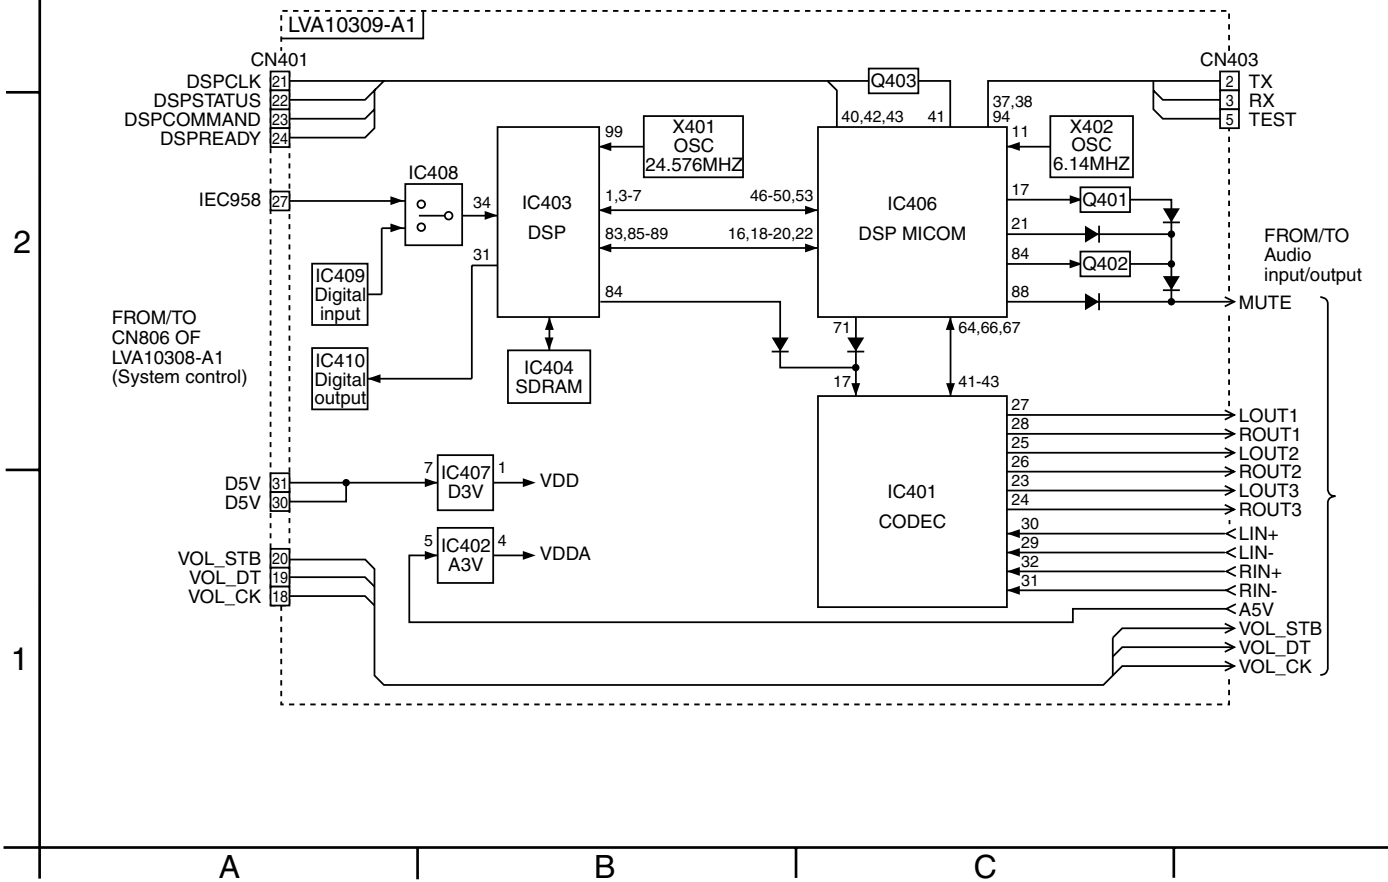 LVA10309-A1
CN401
CN403
DSPCLK 21
DSPSTATUS 22
DSPCOMMAND 23
DSPREADY 24
Q403
2 TX
3 RX
5 TEST
40,42,43
41
37,38
94
11
99
X401
OSC
24.576MHZ
X402
OSC
6.14MHZ
IEC958 27
IC408
34
31
IC403
DSP
1,3-7
46-50,53
83,85-89
16,18-20,22
84
IC406
DSP MICOM
17
Q401
21
84
Q402
88
MUTE
2
FROM/TO
Audio
input/output
IC409
Digital
input
IC410
Digital
output
FROM/TO
CN806 OF
LVA10308-A1
(System control)
IC404
SDRAM
71
64,66,67
17
41-43
IC401
CODEC
27 LOUT1
28 ROUT1
25 LOUT2
26 ROUT2
23 LOUT3
24 ROUT3
30 LIN+
29 LIN-
32 RIN+
31 RIN-
A5V
VOL_STB
VOL_DT
VOL_CK
D5V 31
D5V 30
7 IC407 1 VDD
D3V
5 IC402 4 VDDA
A3V
VOL_STB 20
VOL_DT 19
VOL_CK 18
1
A
B
C